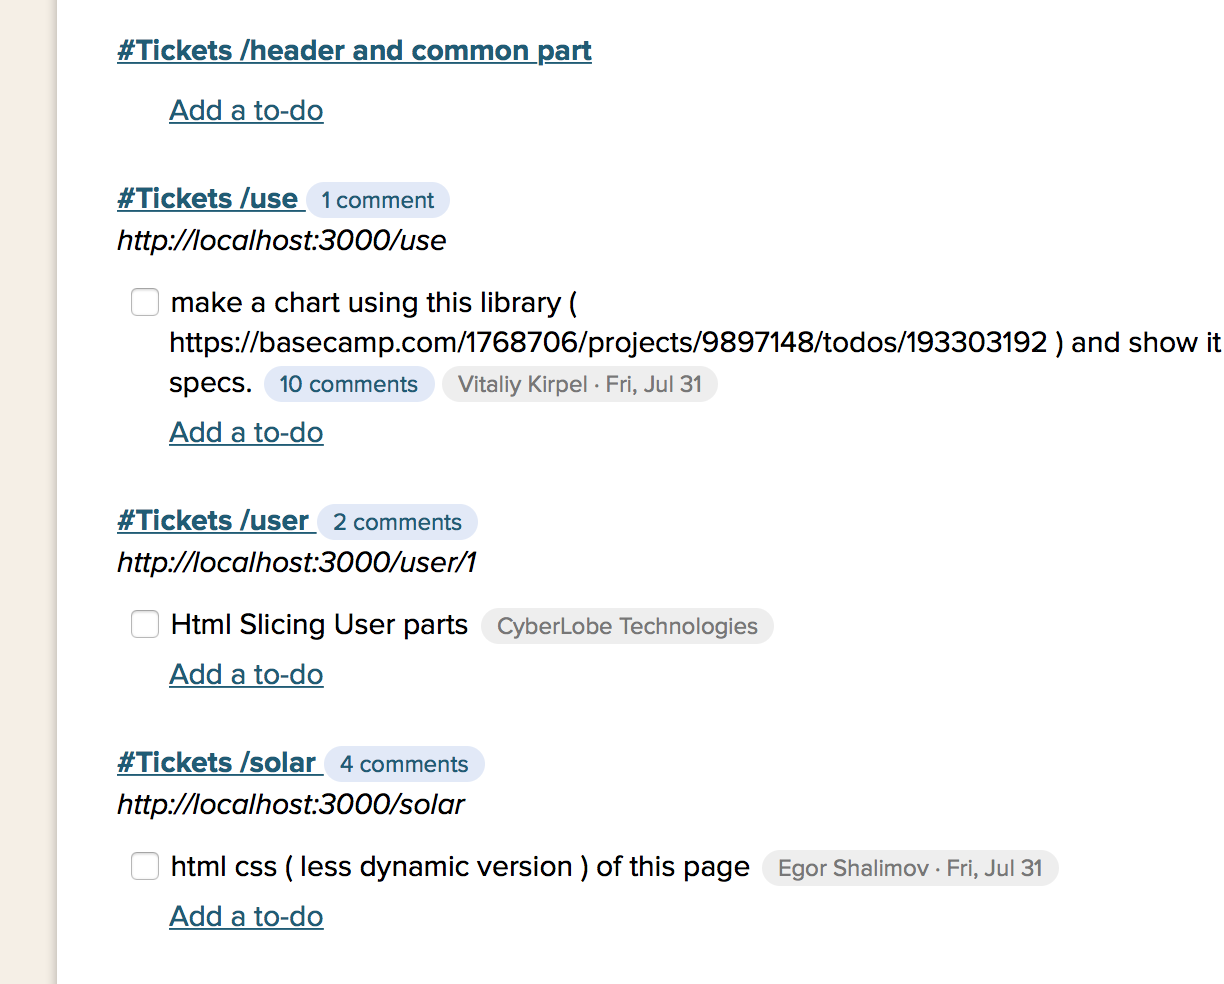 #Tickets /header and common part
Add a to-do
#Tickets /use 1 comment
http://localhost:3000/use
make a chart using this library (
https://basecamp.com/1768706/projects/9897148/todos/193303192 ) and show it
specs. 10 comments Vitaliy Kirpel · Fri, Jul 31
Add a to-do
#Tickets /user 2 comments
http://localhost:3000/user/1
Html Slicing User parts CyberLobe Technologies
Add a to-do
#Tickets /solar 4 comments
http://localhost:3000/solar
html css ( less dynamic version ) of this page Egor Shalimov · Fri, Jul 31
Add a to-do